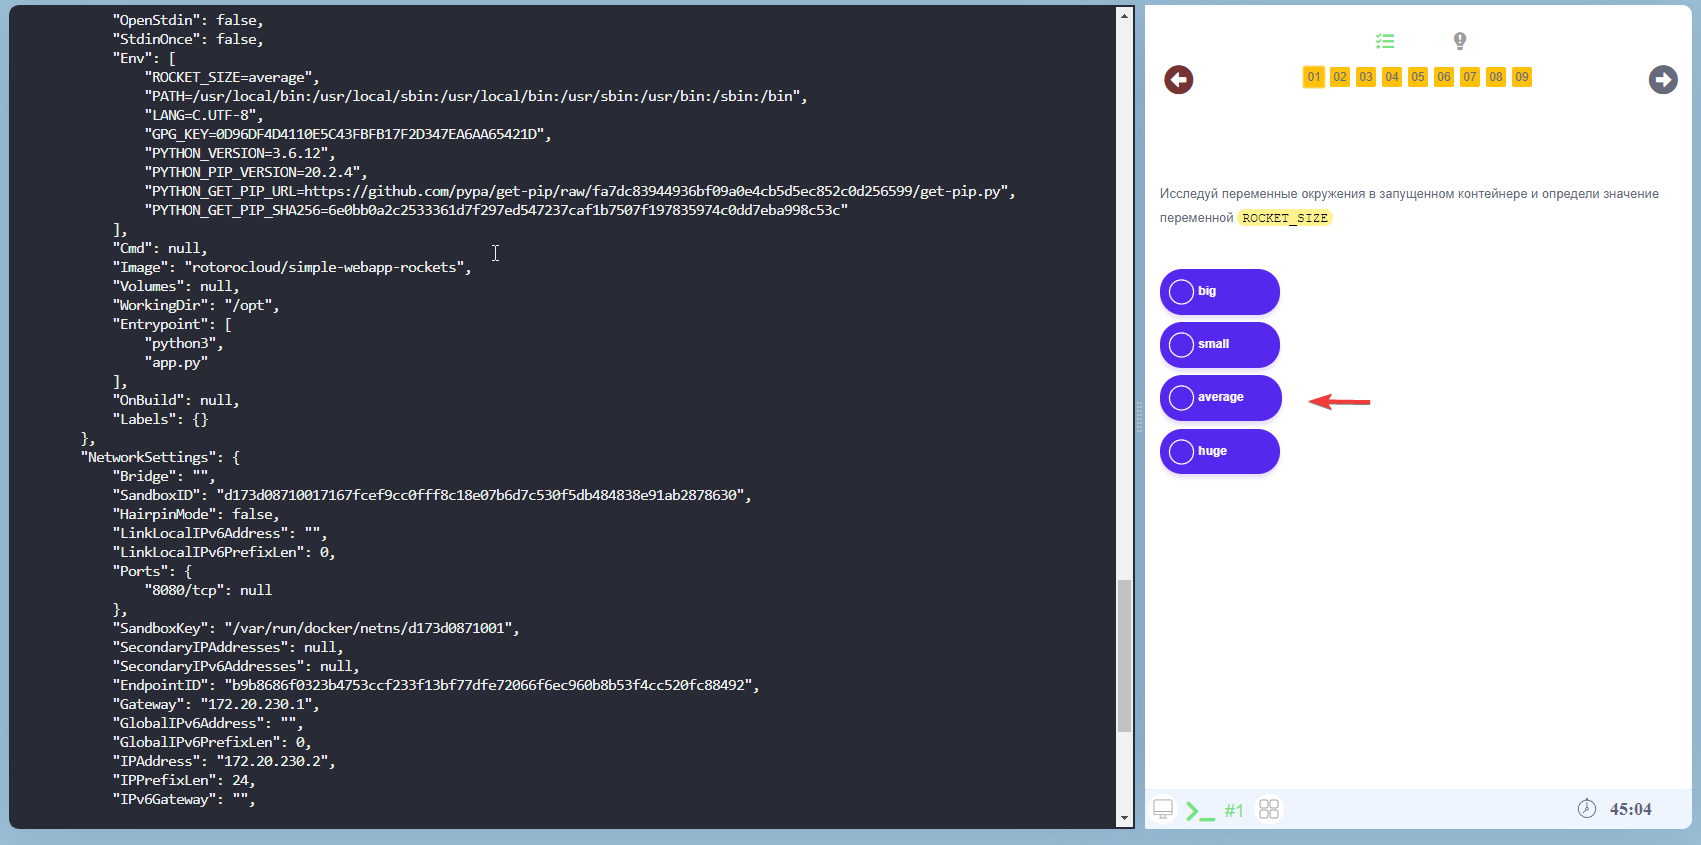 "OpenStdin": false,
"StdinOnce": false,
"Env": [
"ROCKET_SIZE=average",
"PATH=/usr/local/bin:/usr/local/sbin:/usr/local/bin:/usr/sbin:/usr/bin:/sbin:/bin",
"LANG=C.UTF-8",
"GPG_KEY=0D96DF4D4110E5C43FBFB17F2D347EA6AA65421D",
"PYTHON_VERSION=3.6.12",
"PYTHON_PIP_VERSION=20.2.4",
"PYTHON_GET_PIP_URL=https://github.com/pypa/get-pip/raw/fa7dc83944936bf09a0e4cb5d5ec852c0d256599/get-pip.py",
"PYTHON_GET_PIP_SHA256=6e0bb0a2c2533361d7f297ed547237caf1b7507f197835974c0dd7eba998c53c"
],
"Cmd": null,
"Image": "rotorocloud/simple-webapp-rockets",
"Volumes": null,
"WorkingDir": "/opt",
"Entrypoint": [
"python3",
"app.py"
],
"OnBuild": null,
"Labels": {}
},
"NetworkSettings": {
"Bridge": "",
"SandboxID": "d173d08710017167fcef9cc0fff8c18e07b6d7c530f5db484838e91ab2878630",
"HairpinMode": false,
"LinkLocalIPv6Address": "",
"LinkLocalIPv6PrefixLen": 0,
"Ports": {
"8080/tcp": null
},
"SandboxKey": "/var/run/docker/netns/d173d0871001",
"SecondaryIPAddresses": null,
"SecondaryIPv6Addresses": null,
"EndpointID": "b9b8686f0323b4753ccf233f13bf77dfe72066f6ec960b8b53f4cc520fc88492",
"Gateway": "172.20.230.1",
"GlobalIPv6Address": "",
"GlobalIPv6PrefixLen": 0,
"IPAddress": "172.20.230.2",
"IPPrefixLen": 24,
"IPv6Gateway": "",
01 02 03 04 05 06 07 08 09
Исследуй переменные окружения в запущенном контейнере и определи значение
переменной ROCKET_SIZE
big
small
average
huge
#1
45:04